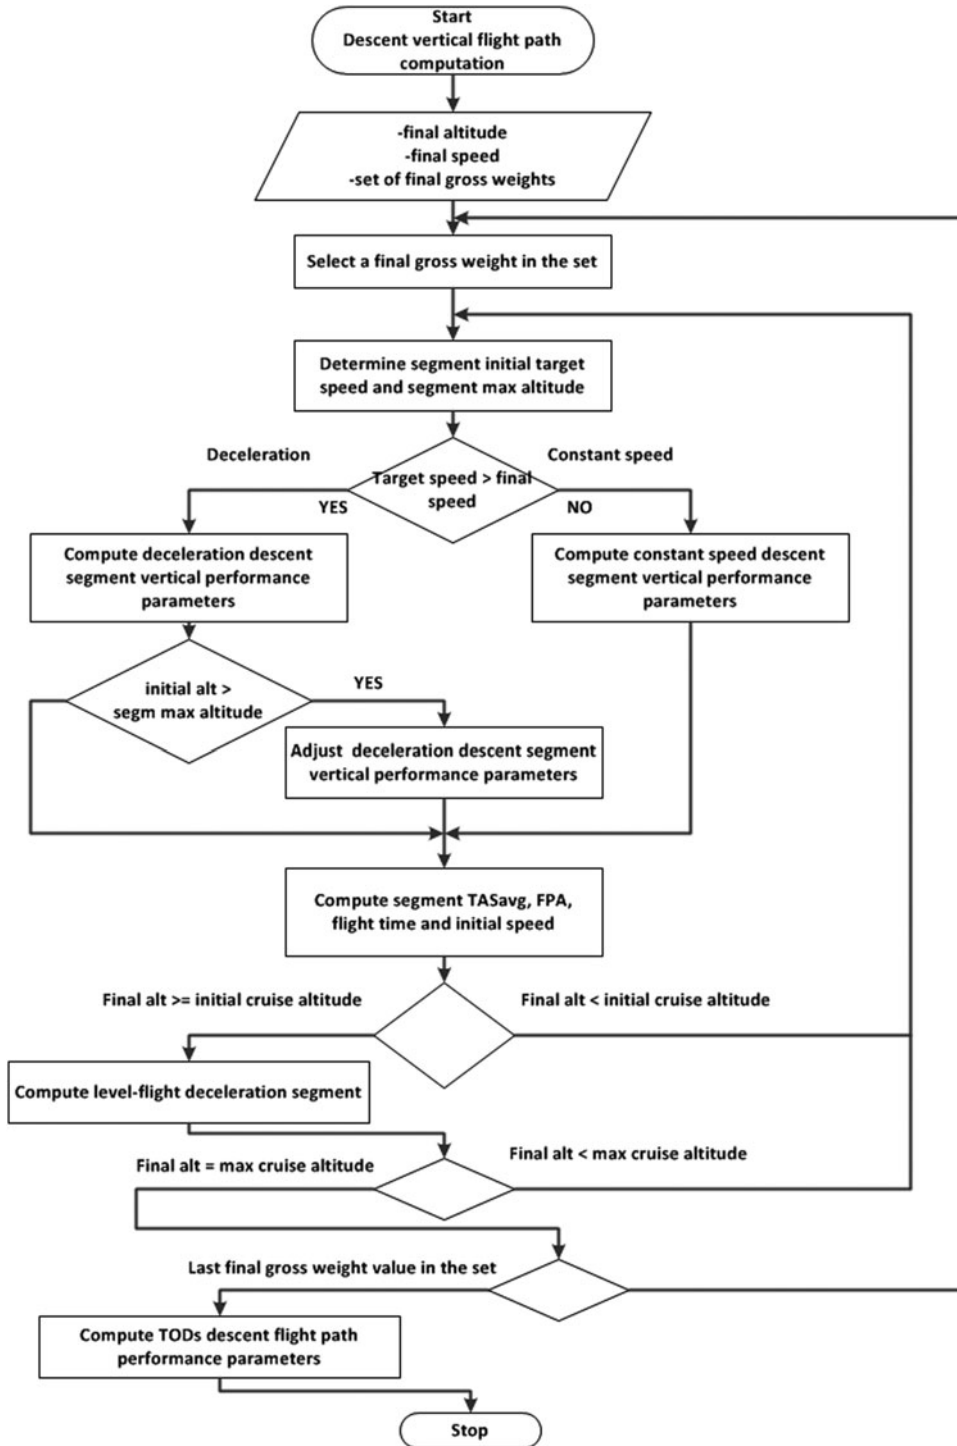 Start
Descent vertical flight path
computation
-final altitude
-final speed
-set of final gross weights
Select a final gross weight in the set
Determine segment initial target
speed and segment max altitude
Deceleration
Constant speed
Target speed > final
speed
YES
NO
Compute deceleration descent
segment vertical performance
parameters
Compute constant speed descent
segment vertical performance
parameters
initial alt >
segm max altitude
YES
Adjust deceleration descent segment
vertical performance parameters
Compute segment TASavg, FPA,
flight time and initial speed
Final alt >= initial cruise altitude
Final alt < initial cruise altitude
Compute level-flight deceleration segment
Final alt = max cruise altitude
Final alt < max cruise altitude
Last final gross weight value in the set
Compute TODs descent flight path
performance parameters
Stop